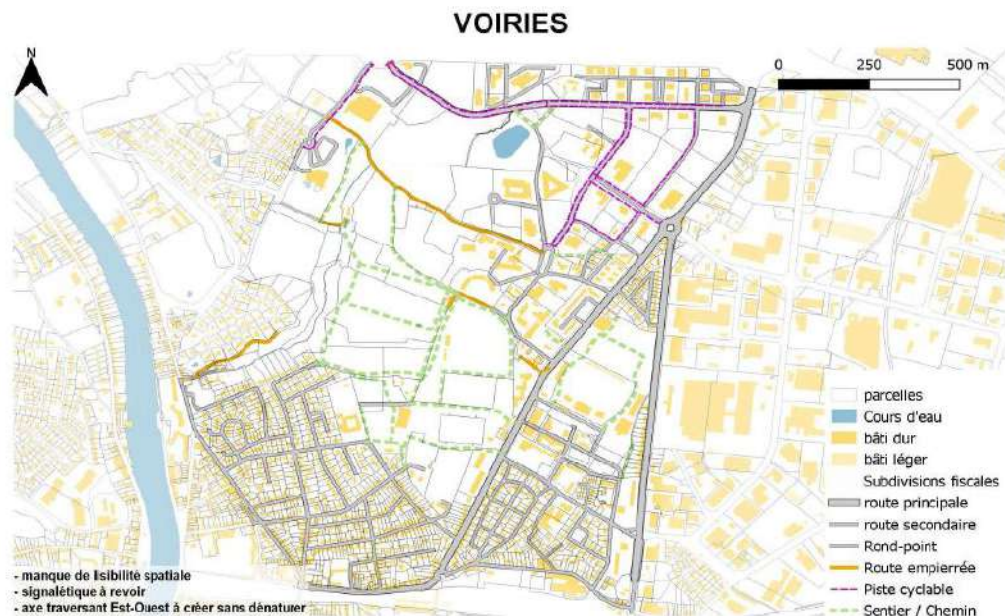 VOIRIES
N
0 250 500 m
parcelles
Cours d'eau
bâti dur
bâti léger
Subdivisions fiscales
route principale
route secondaire
Rond-point
Route empierrée
Piste cyclable
Sentier / Chemin
- manque de lisibilité spatiale
- signalétique à revoir
- axe traversant Est-Ouest à créer sans dénaturer